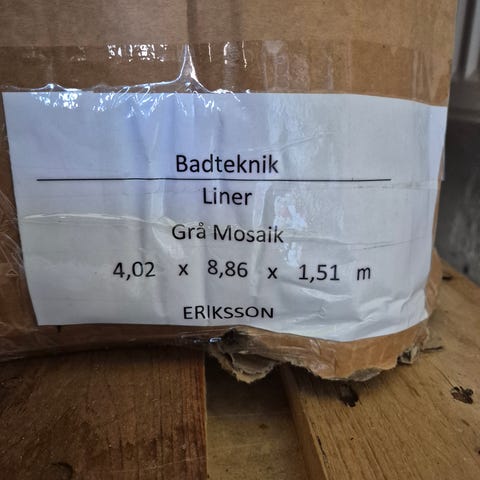 Badteknik
Liner
Grå Mosaik
4,02 x 8,86 x 1,51 m
ERIKSSON